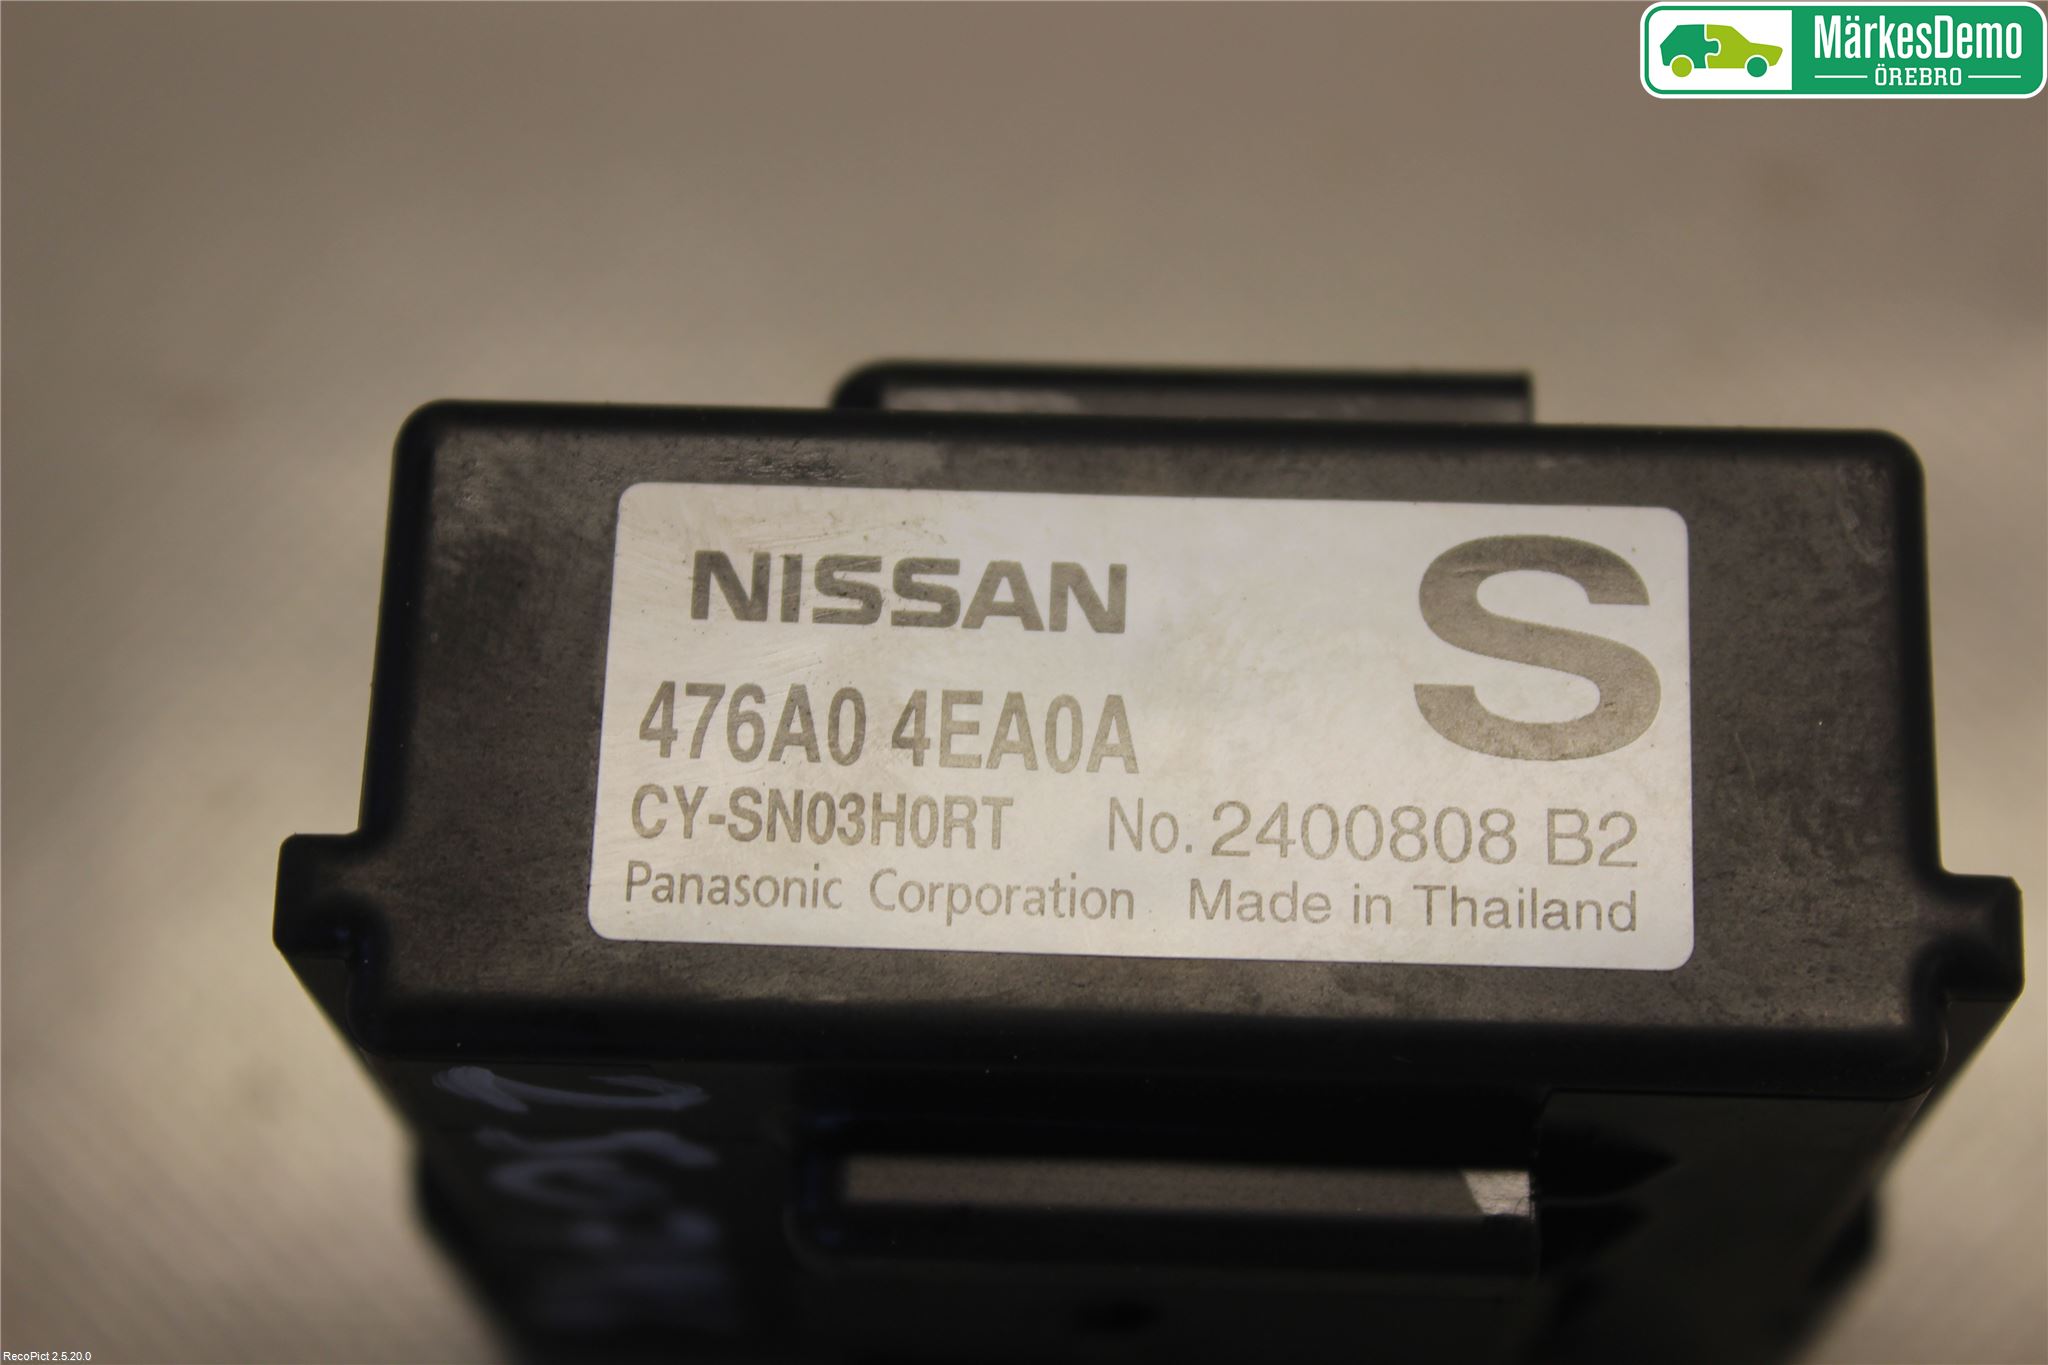 MärkesDemo
ÖREBRO
NISSAN
S
476A0 4EA0A
CY-SN03H0RT No. 2400808 B2
Panasonic Corporation Made in Thailand
RecoPict 2.5.20.0